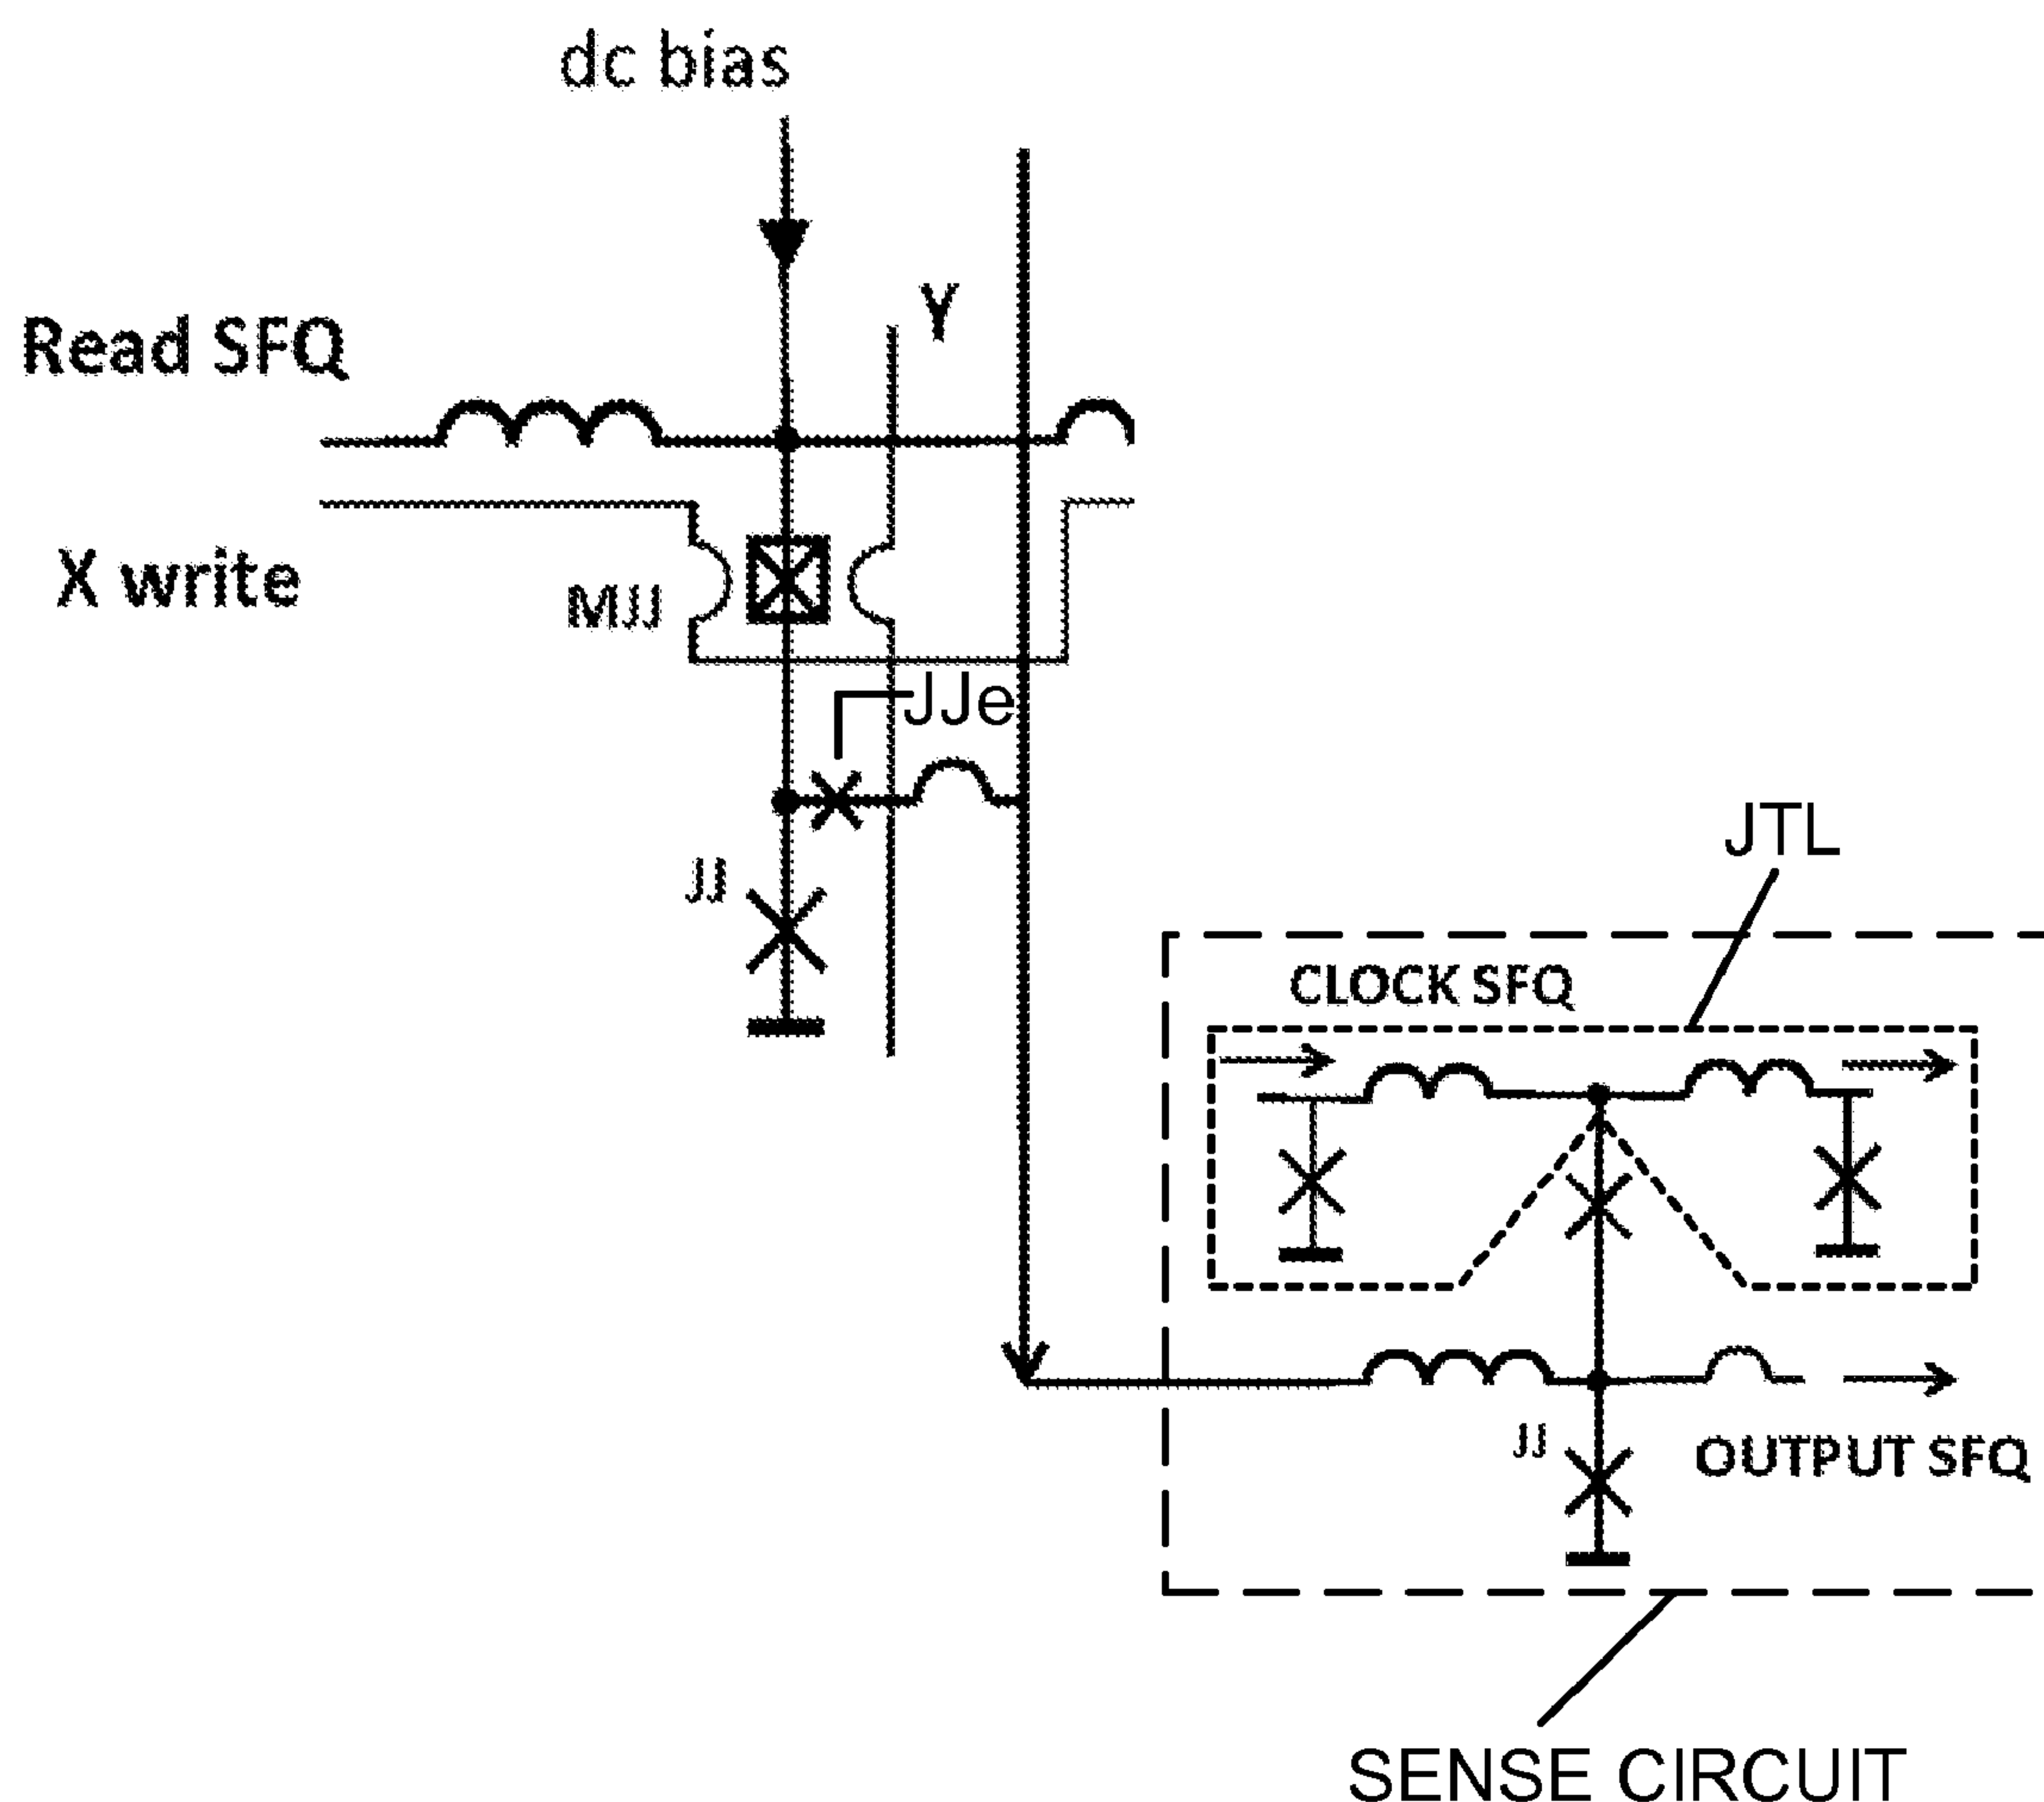 dc bias
Y
Read SFQ
X write
MJJ
JJe
JJ
JTL
CLOCK SFQ
JJ
OUTPUT SFQ
SENSE CIRCUIT